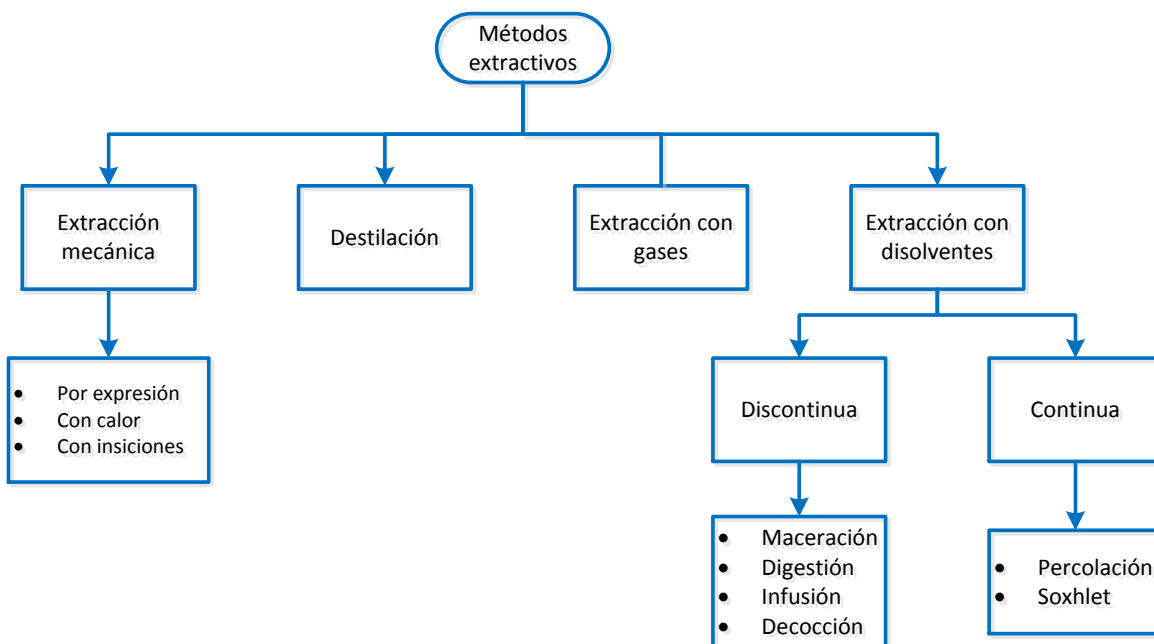 Métodos
extractivos
Extracción
mecánica
Destilación
Extracción con
gases
Extracción con
disolventes
• Por expresión
• Con calor
• Con insiciones
Discontinua
Continua
• Maceración
• Digestión
• Infusión
• Decocción
• Percolación
• Soxhlet